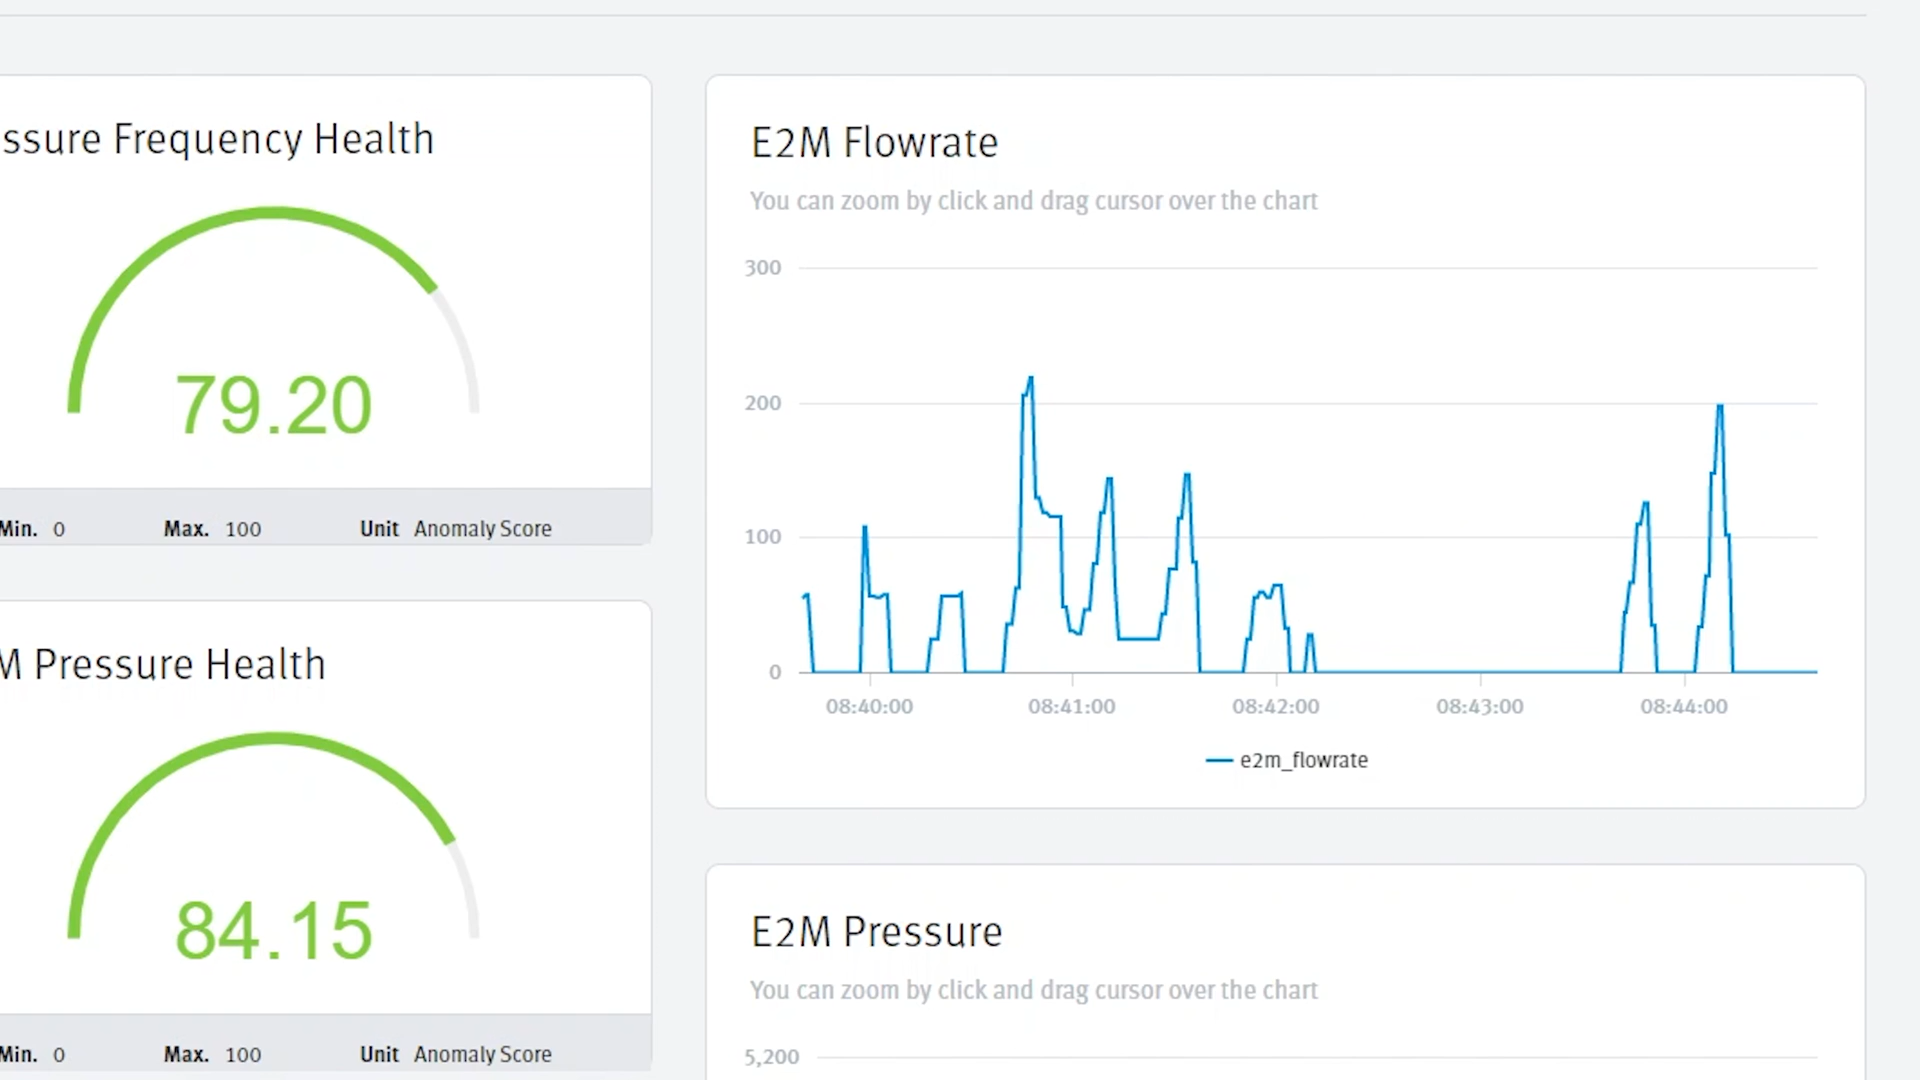 ssure Frequency Health
79.20
Min. 0 Max. 100 Unit Anomaly Score
M Pressure Health
84.15
Min. 0 Max. 100 Unit Anomaly Score
E2M Flowrate
You can zoom by click and drag cursor over the chart
300
200
100
0
08:40:00 08:41:00 08:42:00 08:43:00 08:44:00
e2m_flowrate
E2M Pressure
You can zoom by click and drag cursor over the chart
5,200